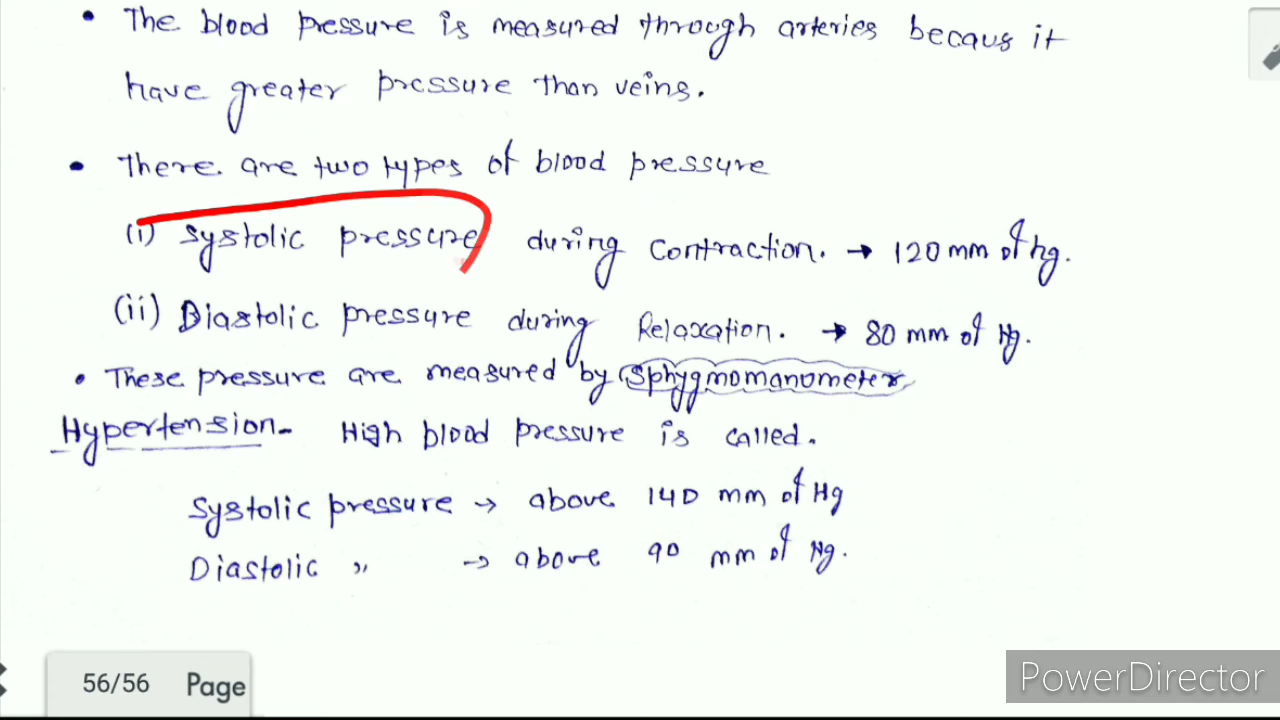 • The blood pressure is measured through arteries becaus it
have greater pressure than veins.
• There are two types of blood pressure
(i) Systolic pressure during contraction. → 120 mm of hg.
(ii) Diastolic pressure during Relaxation. → 80 mm of Hg.
• These pressure are measured by Sphygmomanometer
Hypertension- High blood pressure is called.
Systolic pressure → above 140 mm of Hg
Diastolic ,, → above 90 mm of Hg.
56/56 Page
PowerDirector